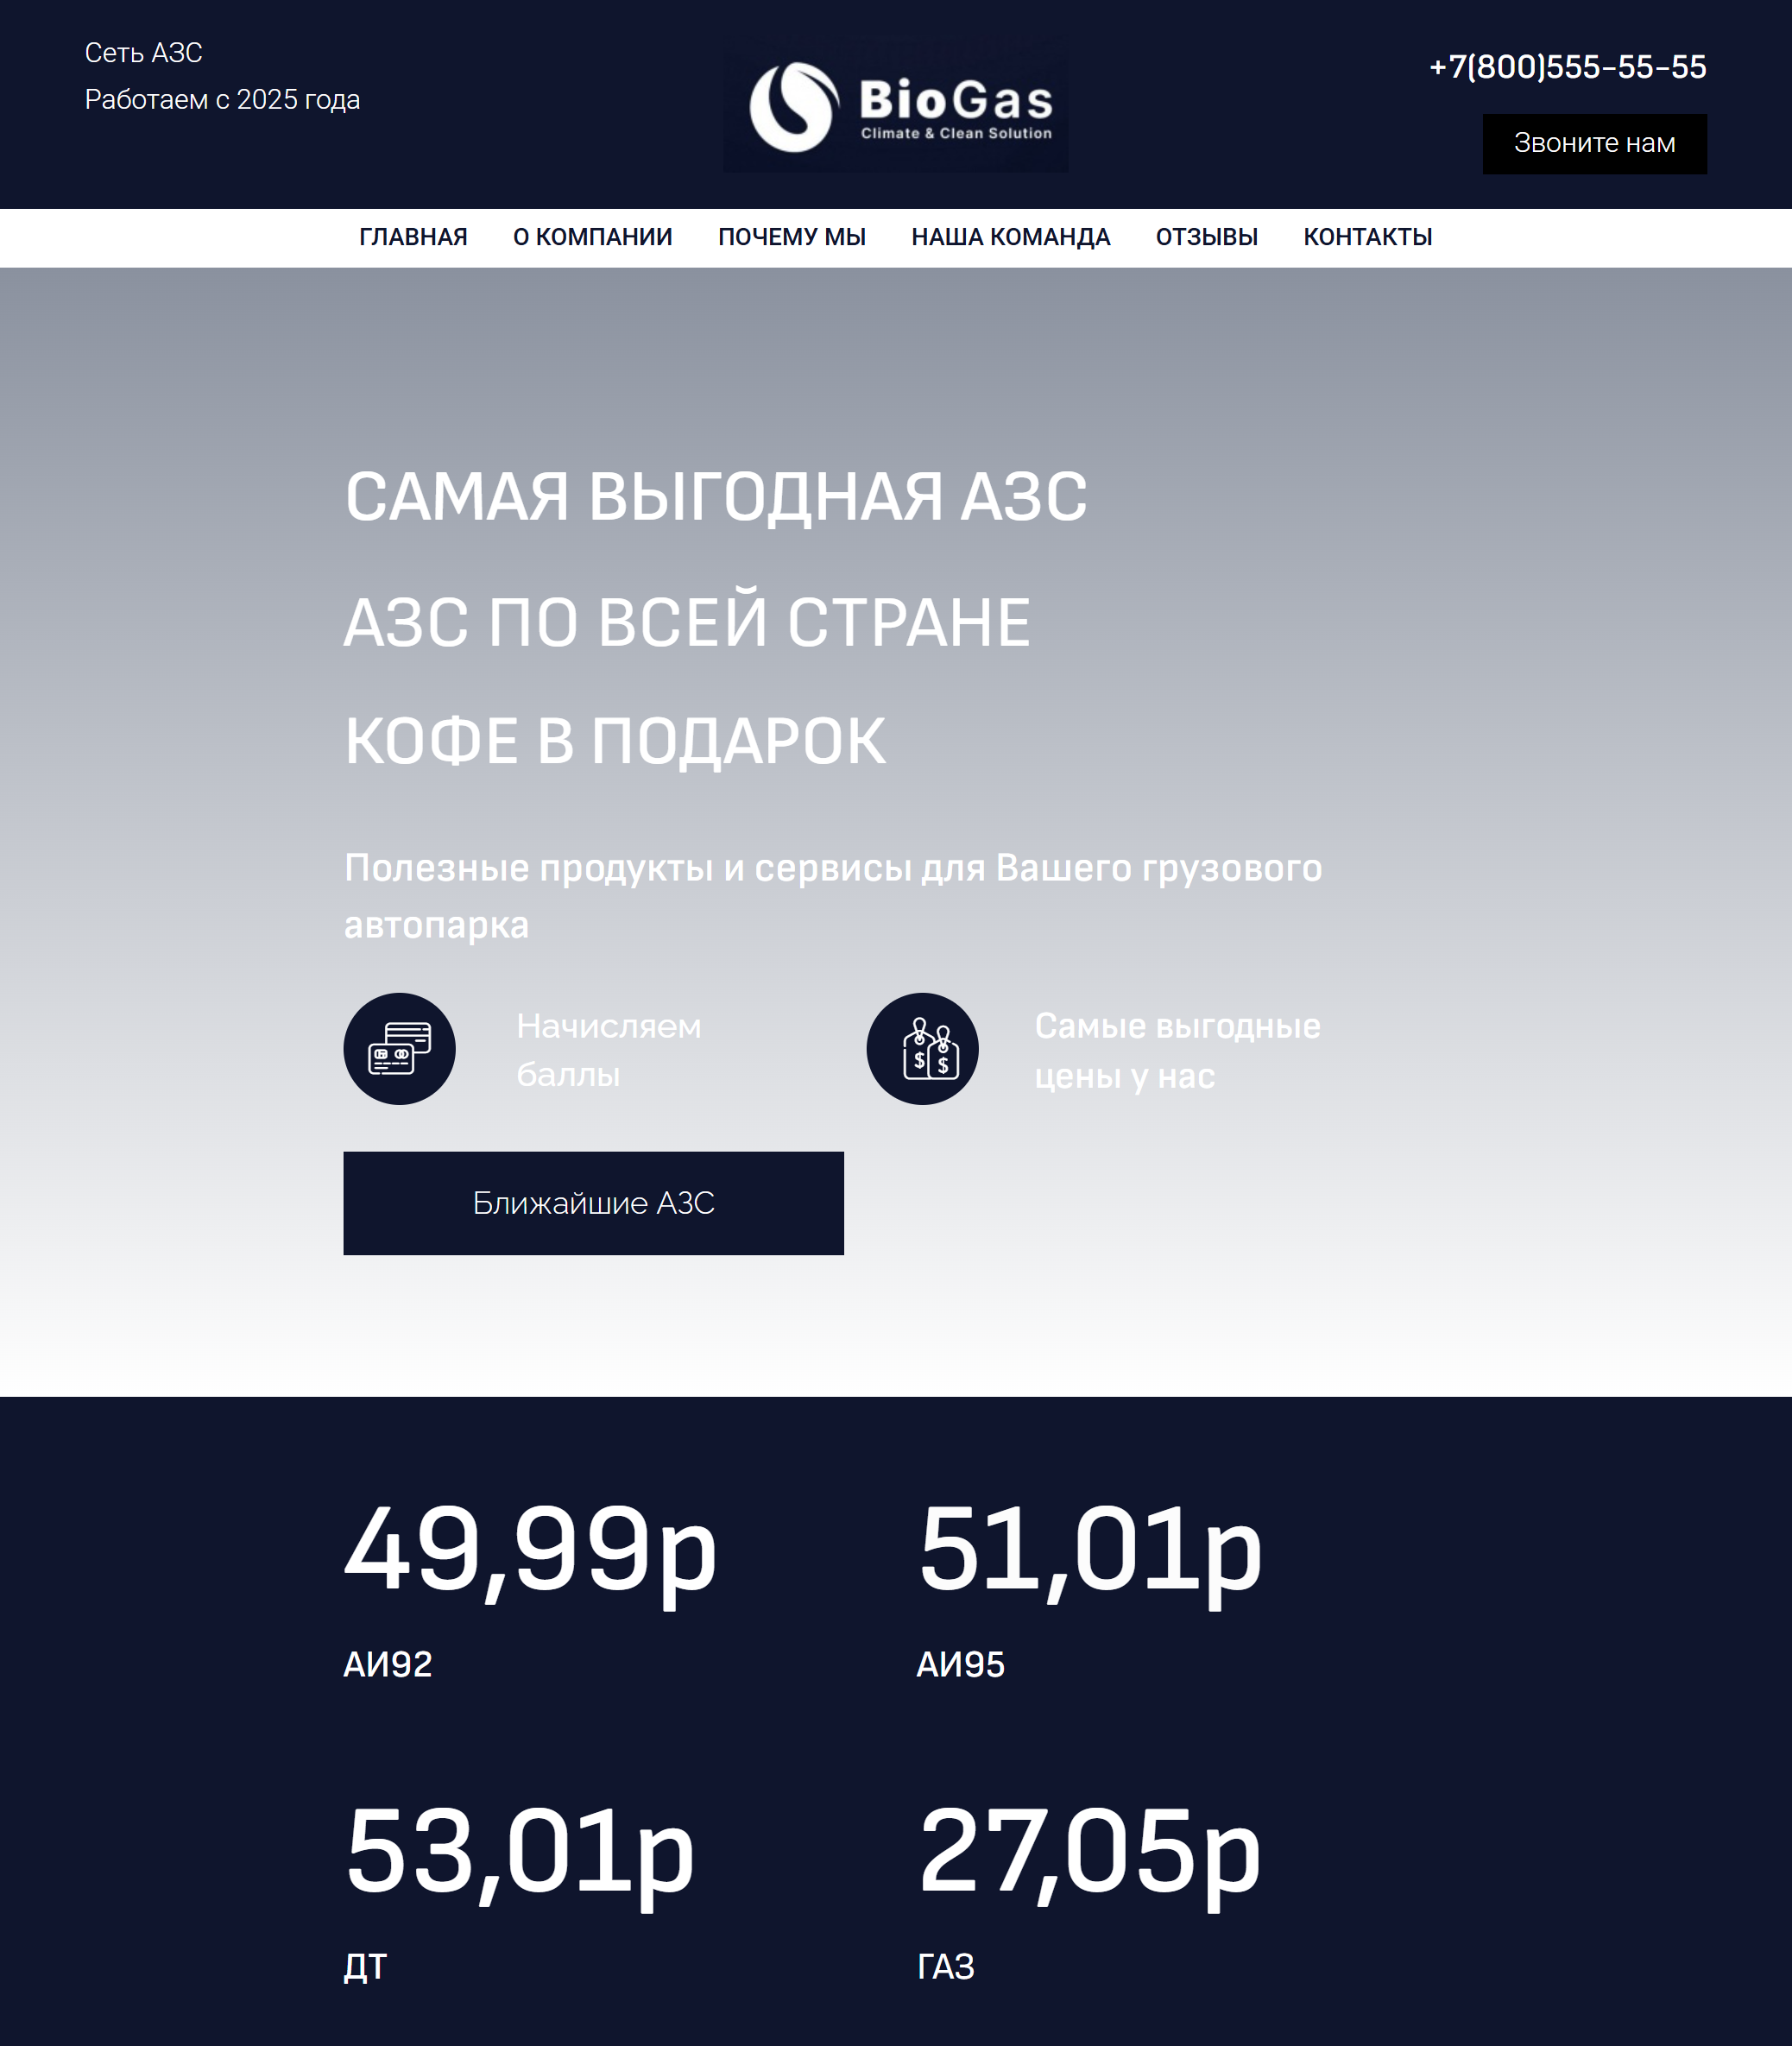 Сеть АЗС
Работаем с 2025 года
BioGas
Climate & Clean Solution
+7(800)555-55-55
Звоните нам
ГЛАВНАЯ О КОМПАНИИ ПОЧЕМУ МЫ НАША КОМАНДА ОТЗЫВЫ КОНТАКТЫ
САМАЯ ВЫГОДНАЯ АЗС
АЗС ПО ВСЕЙ СТРАНЕ
КОФЕ В ПОДАРОК
Полезные продукты и сервисы для Вашего грузового
автопарка
Начисляем
баллы
Самые выгодные
цены у нас
Ближайшие АЗС
49,99р
АИ92
51,01р
АИ95
53,01р
ДТ
27,05р
ГАЗ